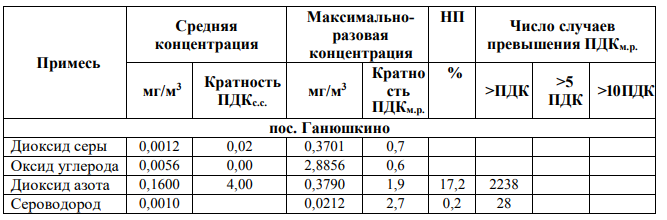 Примесь Средняя концентрация Максимально-разовая концентрация НП Число случаев превышения ПДКм.р.
мг/м³ Кратность ПДКс.с. мг/м³ Кратно сть ПДКм.р. % >ПДК >5 ПДК >10ПДК
пос. Ганюшкино
Диоксид серы 0,0012 0,02 0,3701 0,7
Оксид углерода 0,0056 0,00 2,8856 0,6
Диоксид азота 0,1600 4,00 0,3790 1,9 17,2 2238
Сероводород 0,0010 0,0212 2,7 0,2 28